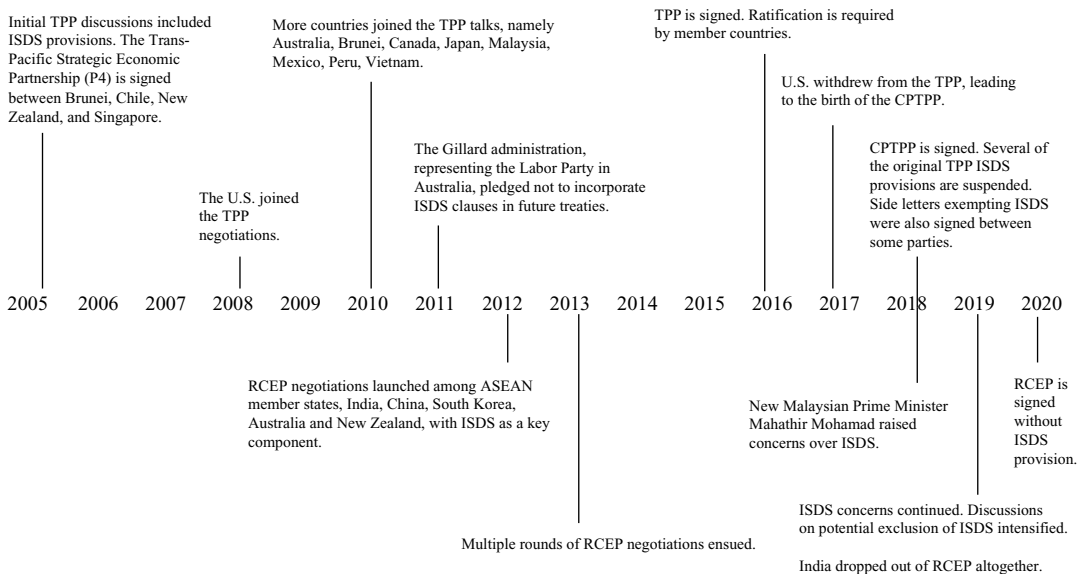 Initial TPP discussions included
ISDS provisions. The Trans-
Pacific Strategic Economic
Partnership (P4) is signed
between Brunei, Chile, New
Zealand, and Singapore.
The U.S. joined
the TPP
negotiations.
More countries joined the TPP talks, namely
Australia, Brunei, Canada, Japan, Malaysia,
Mexico, Peru, Vietnam.
The Gillard administration,
representing the Labor Party in
Australia, pledged not to incorporate
ISDS clauses in future treaties.
TPP is signed. Ratification is required
by member countries.
U.S. withdrew from the TPP, leading
to the birth of the CPTPP.
CPTPP is signed. Several of
the original TPP ISDS
provisions are suspended.
Side letters exempting ISDS
were also signed between
some parties.
2005 2006 2007 2008 2009 2010 2011 2012 2013 2014 2015 2016 2017 2018 2019 2020
RCEP negotiations launched among ASEAN
member states, India, China, South Korea,
Australia and New Zealand, with ISDS as a key
component.
Multiple rounds of RCEP negotiations ensued.
New Malaysian Prime Minister
Mahathir Mohamad raised
concerns over ISDS.
ISDS concerns continued. Discussions
on potential exclusion of ISDS intensified.
India dropped out of RCEP altogether.
RCEP is
signed
without
ISDS
provision.